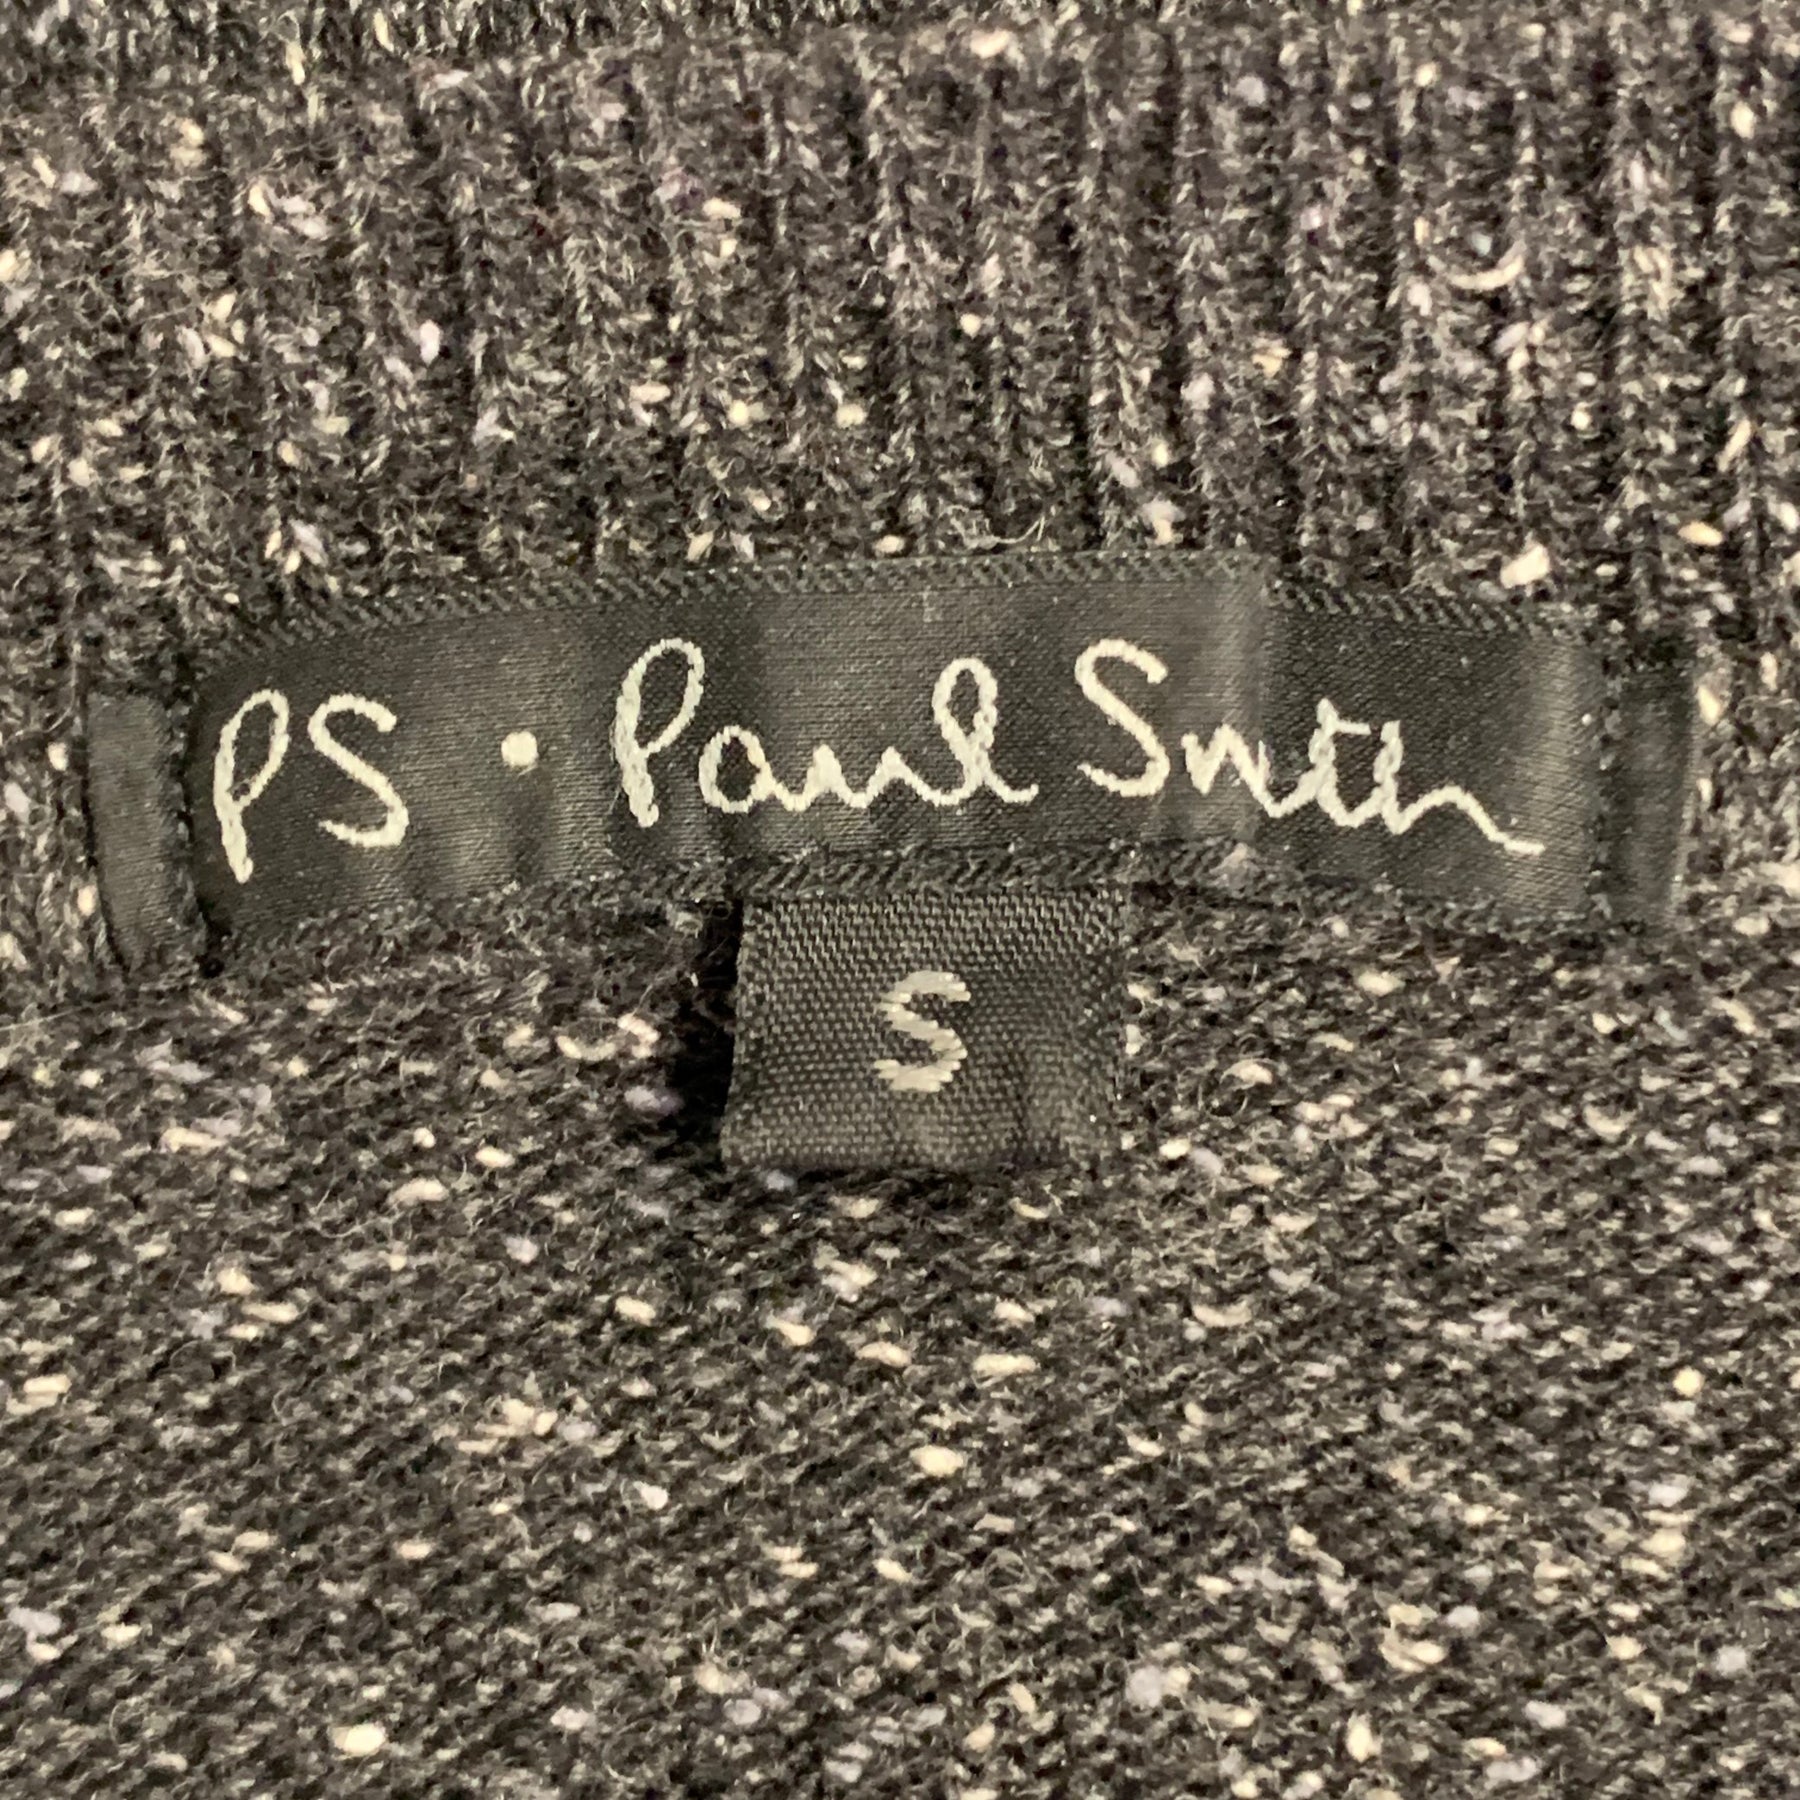 PS • Paul Smith
S